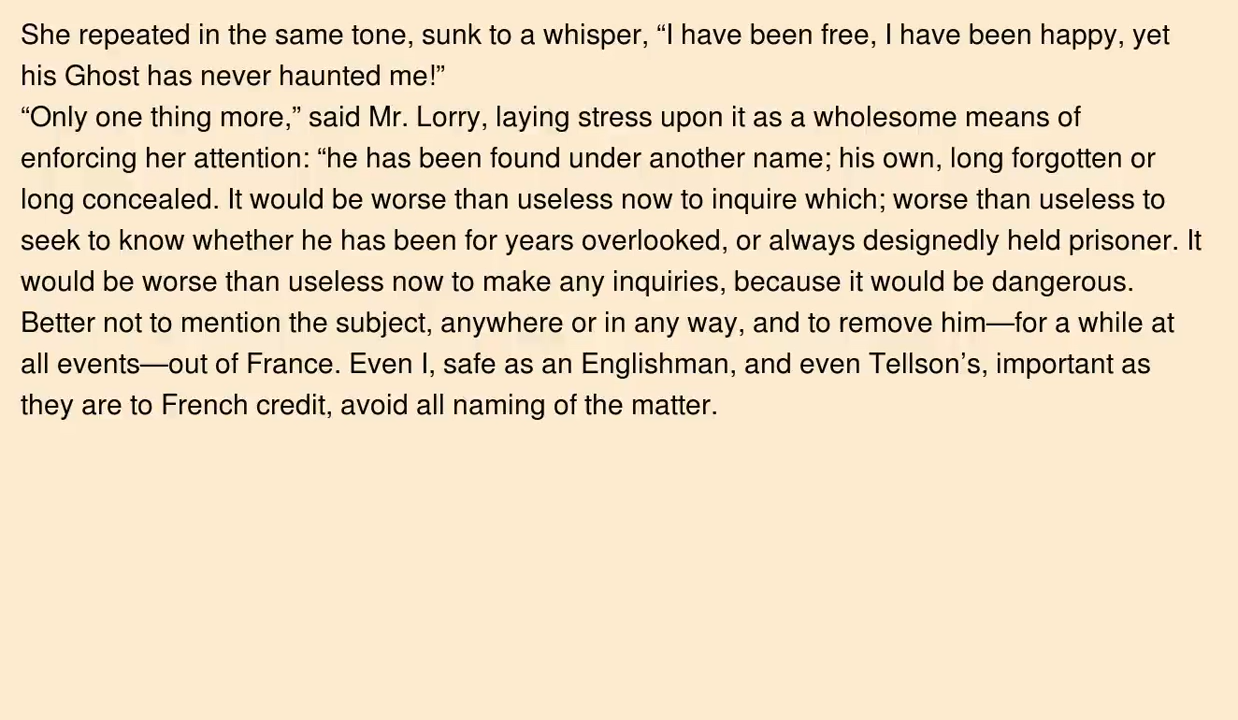 She repeated in the same tone, sunk to a whisper, “I have been free, I have been happy, yet
his Ghost has never haunted me!”
“Only one thing more,” said Mr. Lorry, laying stress upon it as a wholesome means of
enforcing her attention: “he has been found under another name; his own, long forgotten or
long concealed. It would be worse than useless now to inquire which; worse than useless to
seek to know whether he has been for years overlooked, or always designedly held prisoner. It
would be worse than useless now to make any inquiries, because it would be dangerous.
Better not to mention the subject, anywhere or in any way, and to remove him—for a while at
all events—out of France. Even I, safe as an Englishman, and even Tellson’s, important as
they are to French credit, avoid all naming of the matter.